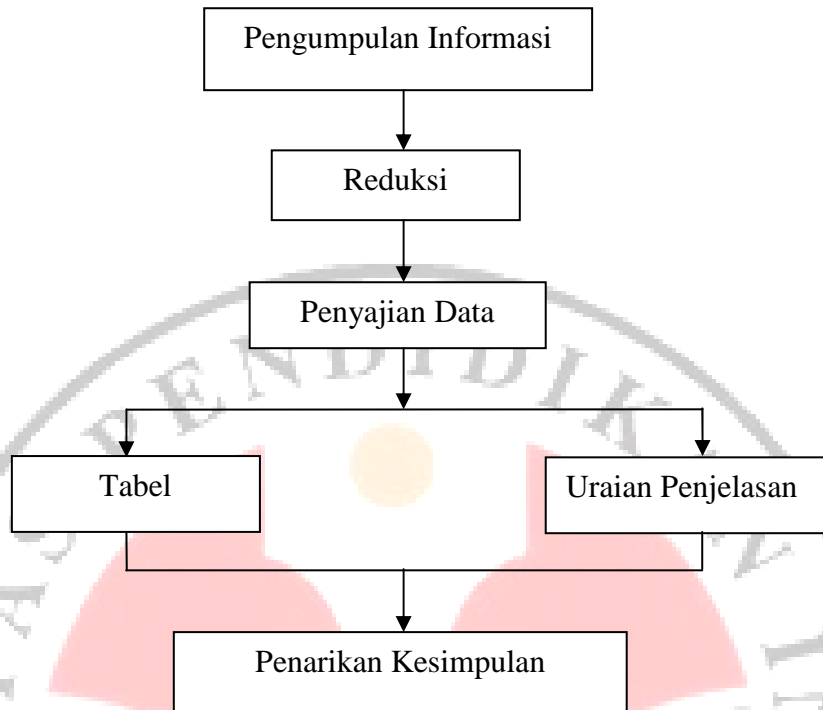 Pengumpulan Informasi
Reduksi
Penyajian Data
Tabel
Uraian Penjelasan
Penarikan Kesimpulan